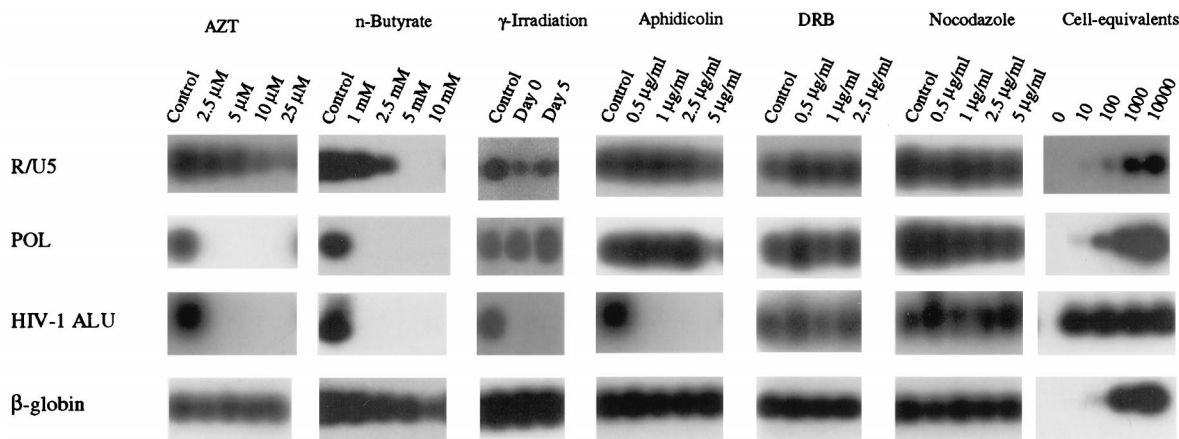 AZT n-Butyrate γ-Irradiation Aphidicolin DRB Nocodazole Cell-equivalents
Control 2.5 µM 5 µM 10 µM 25 µM Control 1 mM 2.5 mM 5 mM 10 mM Control Day 0 Day 5 Control 0.5 µg/ml 1 µg/ml 2.5 µg/ml 5 µg/ml Control 0,5 µg/ml 1 µg/ml 2,5 µg/ml Control 0.5 µg/ml 1 µg/ml 2.5 µg/ml 5 µg/ml 0 10 100 1000 10000
R/U5
POL
HIV-1 ALU
β-globin